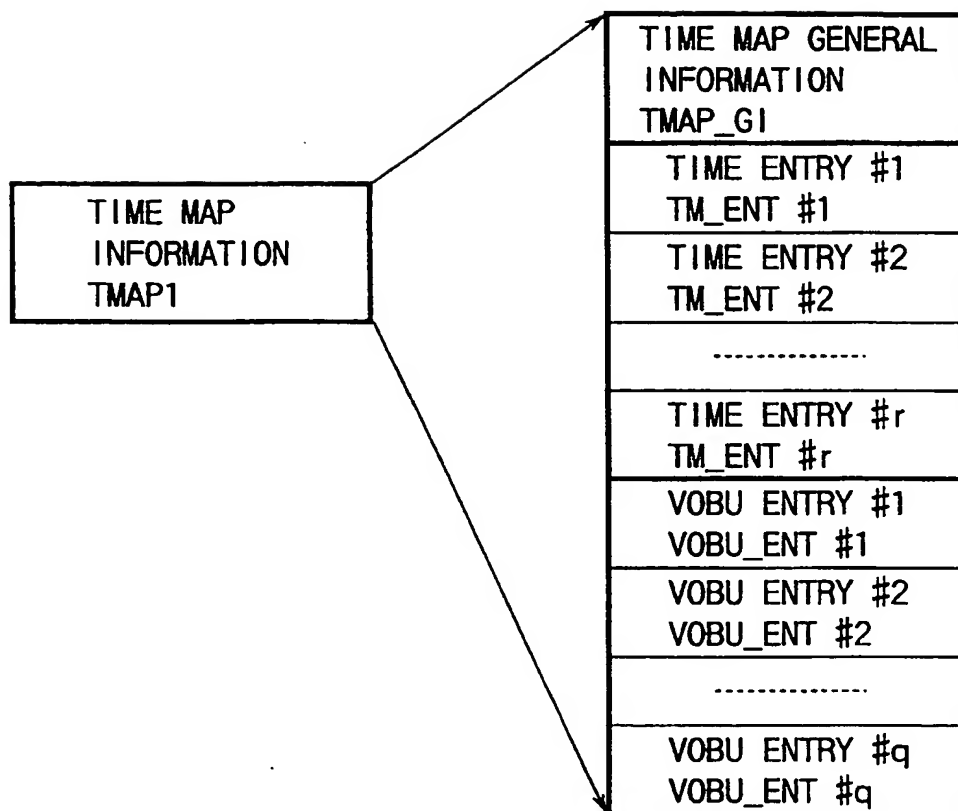 TIME MAP
INFORMATION
TMAP1
TIME MAP GENERAL
INFORMATION
TMAP_GI
TIME ENTRY #1
TM_ENT #1
TIME ENTRY #2
TM_ENT #2
TIME ENTRY #r
TM_ENT #r
VOBU ENTRY #1
VOBU_ENT #1
VOBU ENTRY #2
VOBU_ENT #2
VOBU ENTRY #q
VOBU_ENT #q